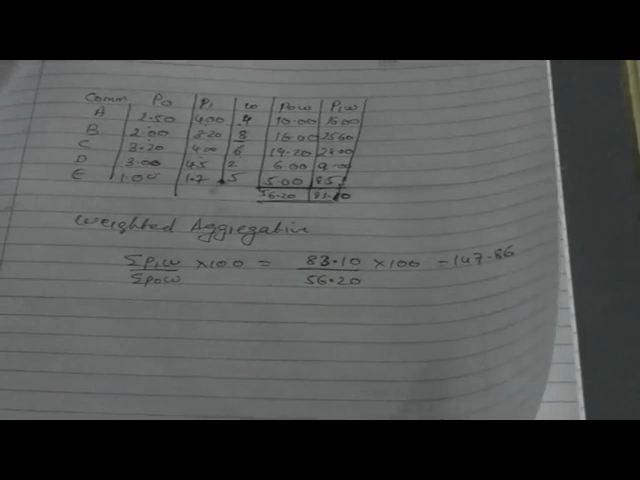 Comm. P0 P1 w P0w P1w
A 2.50 4.00 4 10.00 16.00
B 2.00 3.20 8 16.00 25.60
C 3.20 4.00 6 19.20 24.00
D 3.00 4.5 2 6.00 9.00
E 1.00 1.7 5 5.00 8.5
56.20 83.10
Weighted Aggregative
ΣP1w/ΣP0w ×100 = 83.10/56.20 ×100 = 147.86